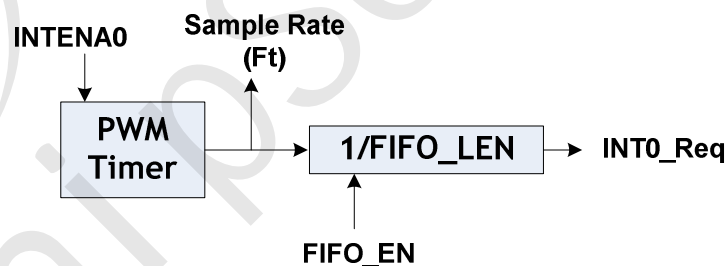 INTENA0
Sample Rate
(Ft)
PWM
Timer
1/FIFO_LEN
INT0_Req
FIFO_EN